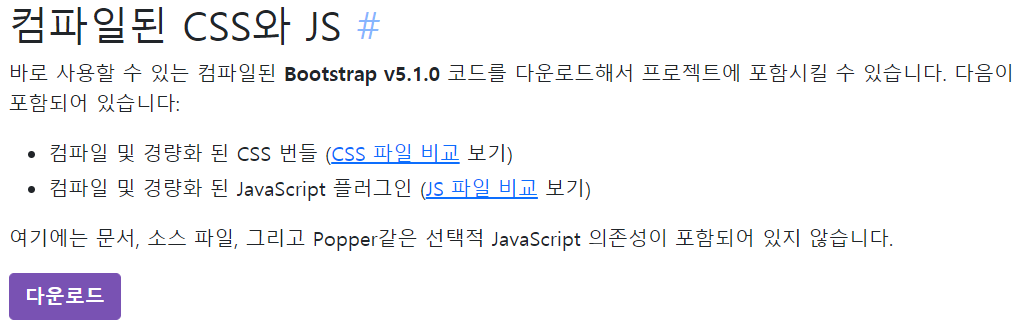 컴파일된 CSS와 JS #
바로 사용할 수 있는 컴파일된 Bootstrap v5.1.0 코드를 다운로드해서 프로젝트에 포함시킬 수 있습니다. 다음이
포함되어 있습니다:
• 컴파일 및 경량화 된 CSS 번들 (CSS 파일 비교 보기)
• 컴파일 및 경량화 된 JavaScript 플러그인 (JS 파일 비교 보기)
여기에는 문서, 소스 파일, 그리고 Popper같은 선택적 JavaScript 의존성이 포함되어 있지 않습니다.
다운로드